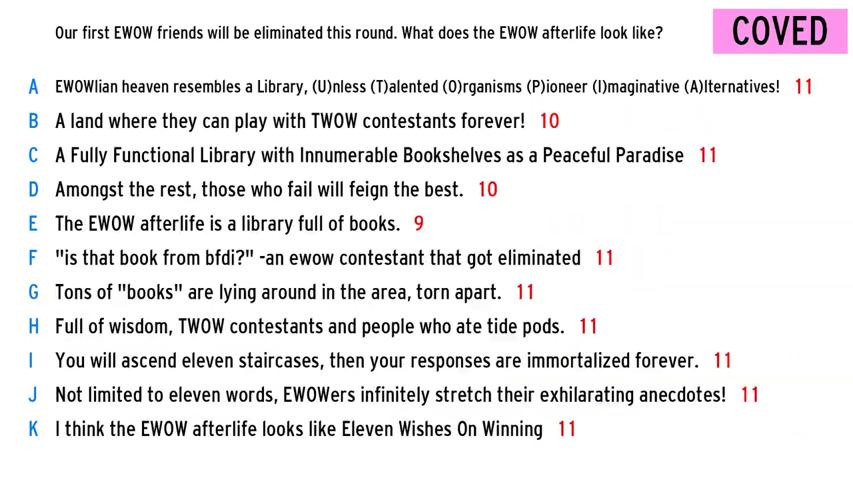 Our first EWOW friends will be eliminated this round. What does the EWOW afterlife look like?
COVED
A EWOWlian heaven resembles a Library, (U)nless (T)alented (O)rganisms (P)ioneer (I)maginative (A)lternatives! 11
B A land where they can play with TWOW contestants forever! 10
C A Fully Functional Library with Innumerable Bookshelves as a Peaceful Paradise 11
D Amongst the rest, those who fail will feign the best. 10
E The EWOW afterlife is a library full of books. 9
F "is that book from bfdi?" -an ewow contestant that got eliminated 11
G Tons of "books" are lying around in the area, torn apart. 11
H Full of wisdom, TWOW contestants and people who ate tide pods. 11
I You will ascend eleven staircases, then your responses are immortalized forever. 11
J Not limited to eleven words, EWOWers infinitely stretch their exhilarating anecdotes! 11
K I think the EWOW afterlife looks like Eleven Wishes On Winning 11